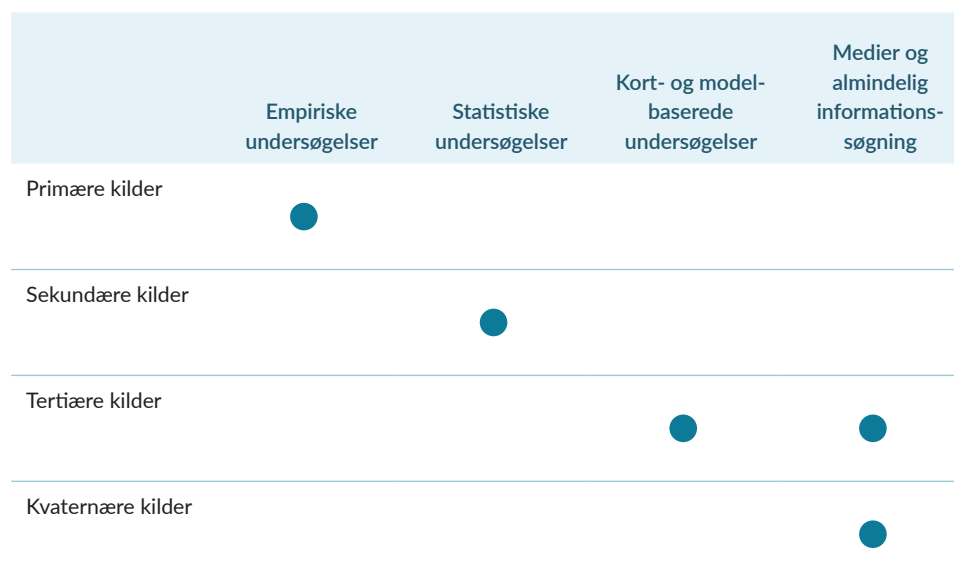 Empiriske
undersøgelser
Statistiske
undersøgelser
Kort- og model-
baserede
undersøgelser
Medier og
almindelig
informations-
søgning
Primære kilder
Sekundære kilder
Tertiære kilder
Kvaternære kilder